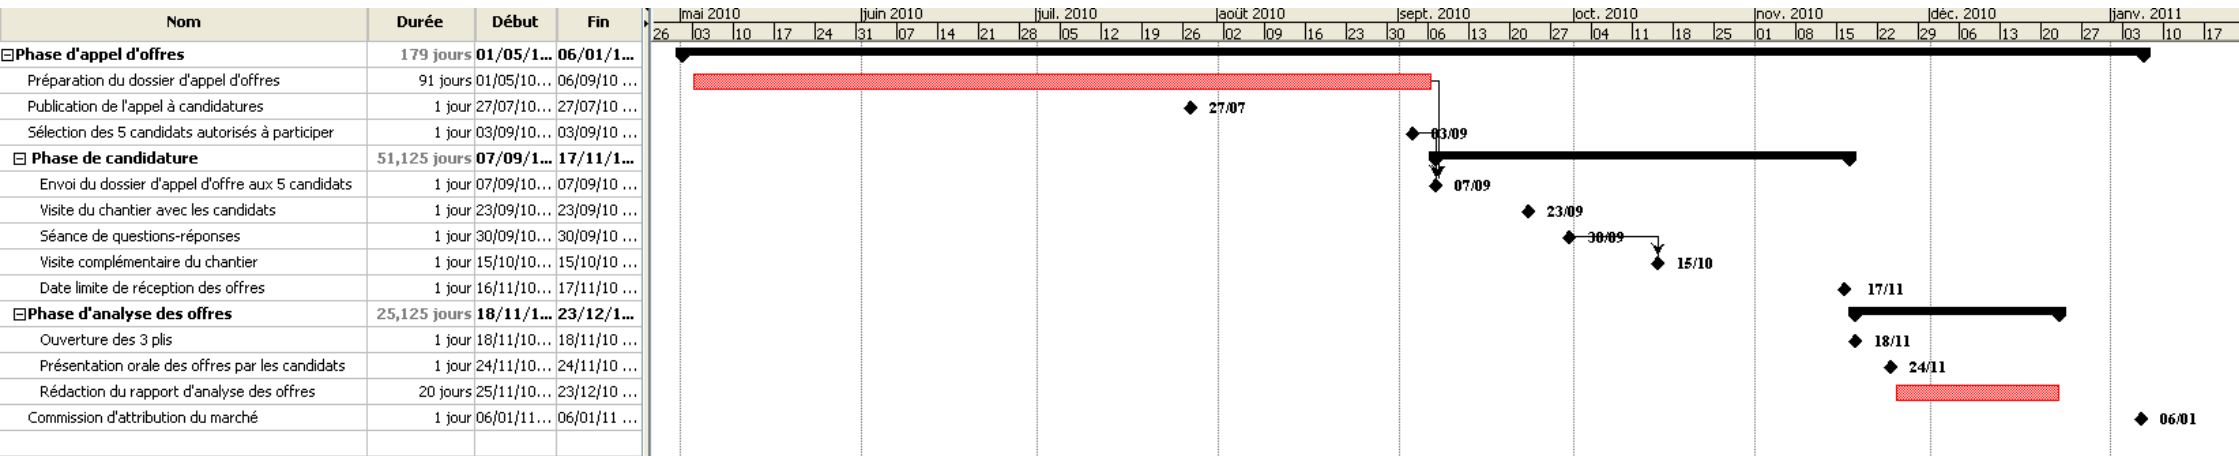 Nom Durée Début Fin mai 2010 juin 2010 juil. 2010 août 2010 sept. 2010 oct. 2010 nov. 2010 déc. 2010 janv. 2011
26 03 10 17 24 31 07 14 21 28 05 12 19 26 02 09 16 23 30 06 13 20 27 04 11 18 25 01 08 15 22 29 06 13 20 27 03 10 17
Phase d'appel d'offres 179 jours 01/05/1... 06/01/1...
Préparation du dossier d'appel d'offres 91 jours 01/05/10... 06/09/10 ...
Publication de l'appel à candidatures 1 jour 27/07/10... 27/07/10 ... 27/07
Sélection des 5 candidats autorisés à participer 1 jour 03/09/10... 03/09/10 ... 03/09
Phase de candidature 51,125 jours 07/09/1... 17/11/1...
Envoi du dossier d'appel d'offre aux 5 candidats 1 jour 07/09/10... 07/09/10 ... 07/09
Visite du chantier avec les candidats 1 jour 23/09/10... 23/09/10 ... 23/09
Séance de questions-réponses 1 jour 30/09/10... 30/09/10 ... 30/09
Visite complémentaire du chantier 1 jour 15/10/10... 15/10/10 ... 15/10
Date limite de réception des offres 1 jour 16/11/10... 17/11/10 ... 17/11
Phase d'analyse des offres 25,125 jours 18/11/1... 23/12/1...
Ouverture des 3 plis 1 jour 18/11/10... 18/11/10 ... 18/11
Présentation orale des offres par les candidats 1 jour 24/11/10... 24/11/10 ... 24/11
Rédaction du rapport d'analyse des offres 20 jours 25/11/10... 23/12/10 ...
Commission d'attribution du marché 1 jour 06/01/11... 06/01/11 ... 06/01